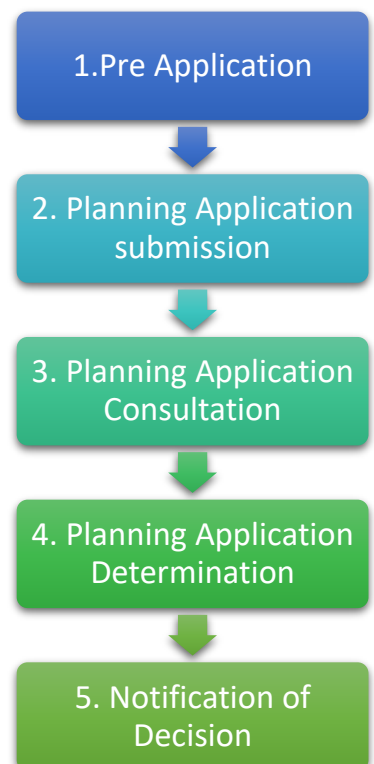 1.Pre Application
2. Planning Application
submission
3. Planning Application
Consultation
4. Planning Application
Determination
5. Notification of
Decision